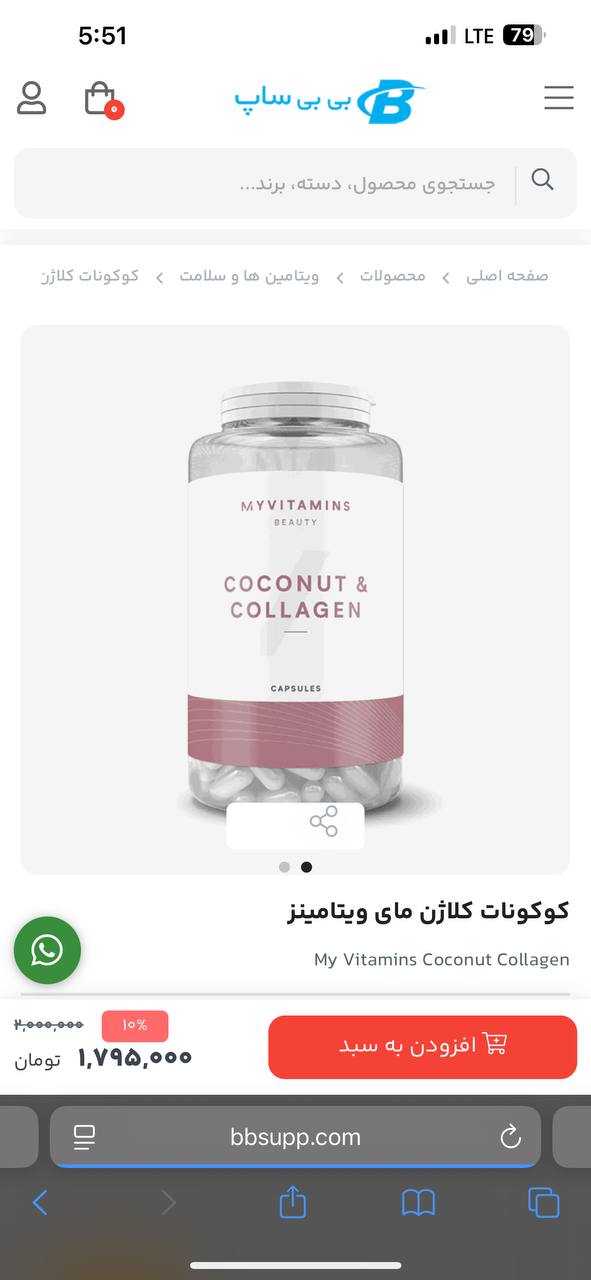 5:51
LTE 79
بی بی ساپ
۰
جستجوی محصول، دسته، برند...
صفحه اصلی > محصولات > ویتامین ها و سلامت > کوکونات کلاژن
MYVITAMINS
BEAUTY
COCONUT &
COLLAGEN
CAPSULES
کوکونات کلاژن مای ویتامینز
My Vitamins Coconut Collagen
افزودن به سبد
۱۰%
۲,۰۰۰,۰۰۰
۱,۷۹۵,۰۰۰ تومان
bbsupp.com